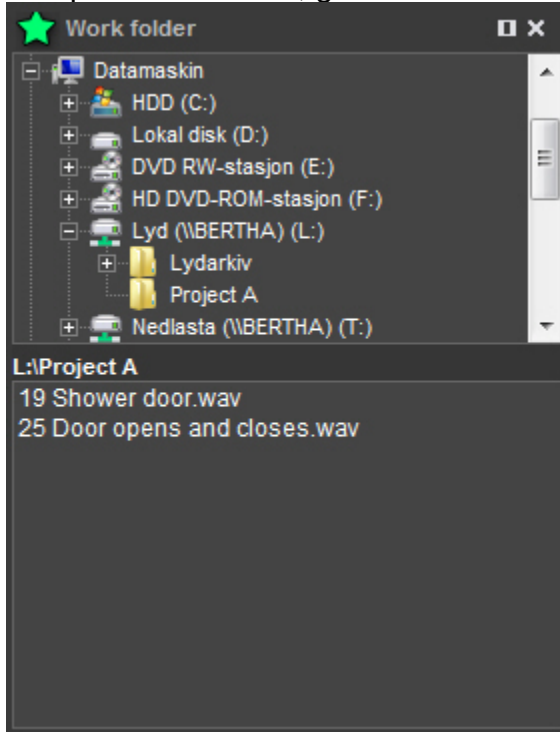 Work folder
Datamaskin
HDD (C:)
Lokal disk (D:)
DVD RW-stasjon (E:)
HD DVD-ROM-stasjon (F:)
Lyd (\\BERTHA) (L:)
Lydarkiv
Project A
Nedlasta (\\BERTHA) (T:)
L:\Project A
19 Shower door.wav
25 Door opens and closes.wav